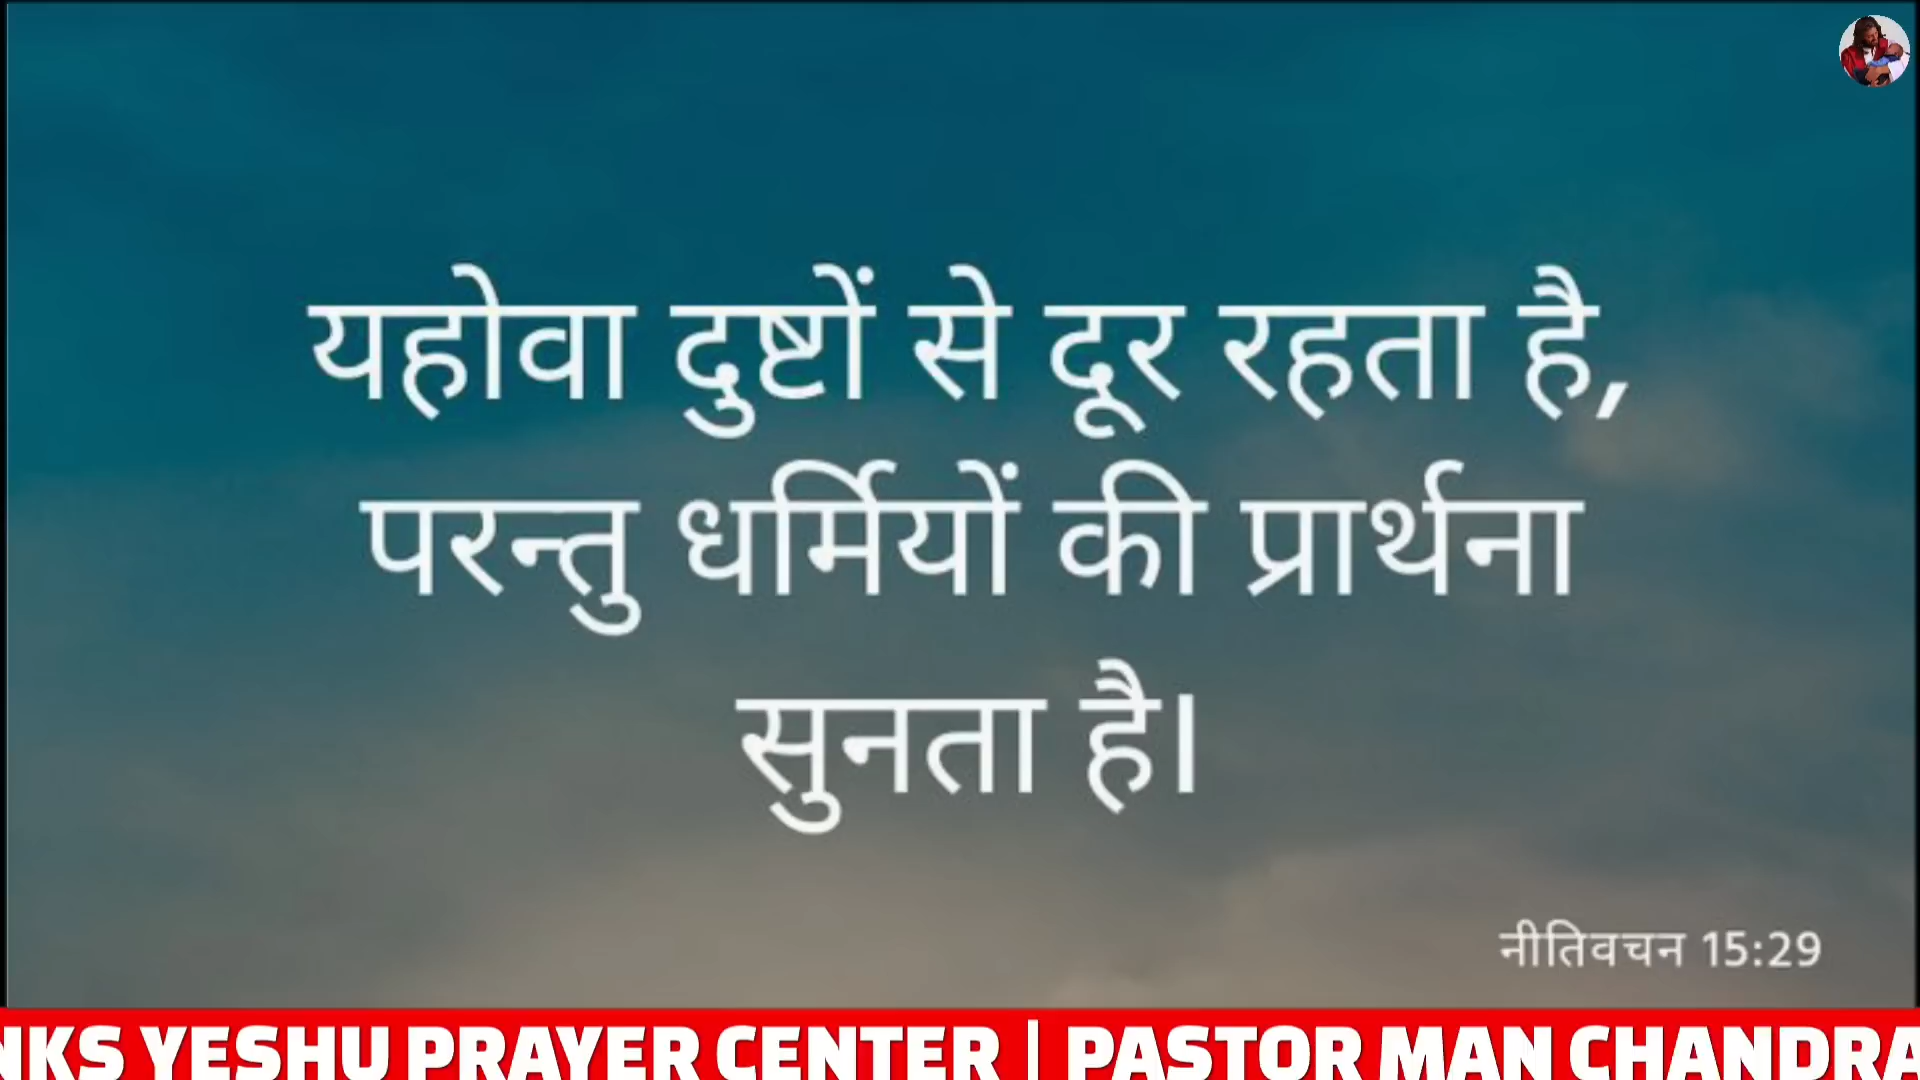 यहोवा दुष्टों से दूर रहता है,
परन्तु धर्मियों की प्रार्थना
सुनता है।
नीतिवचन 15:29
NKS YESHU PRAYER CENTER | PASTOR MAN CHANDRA